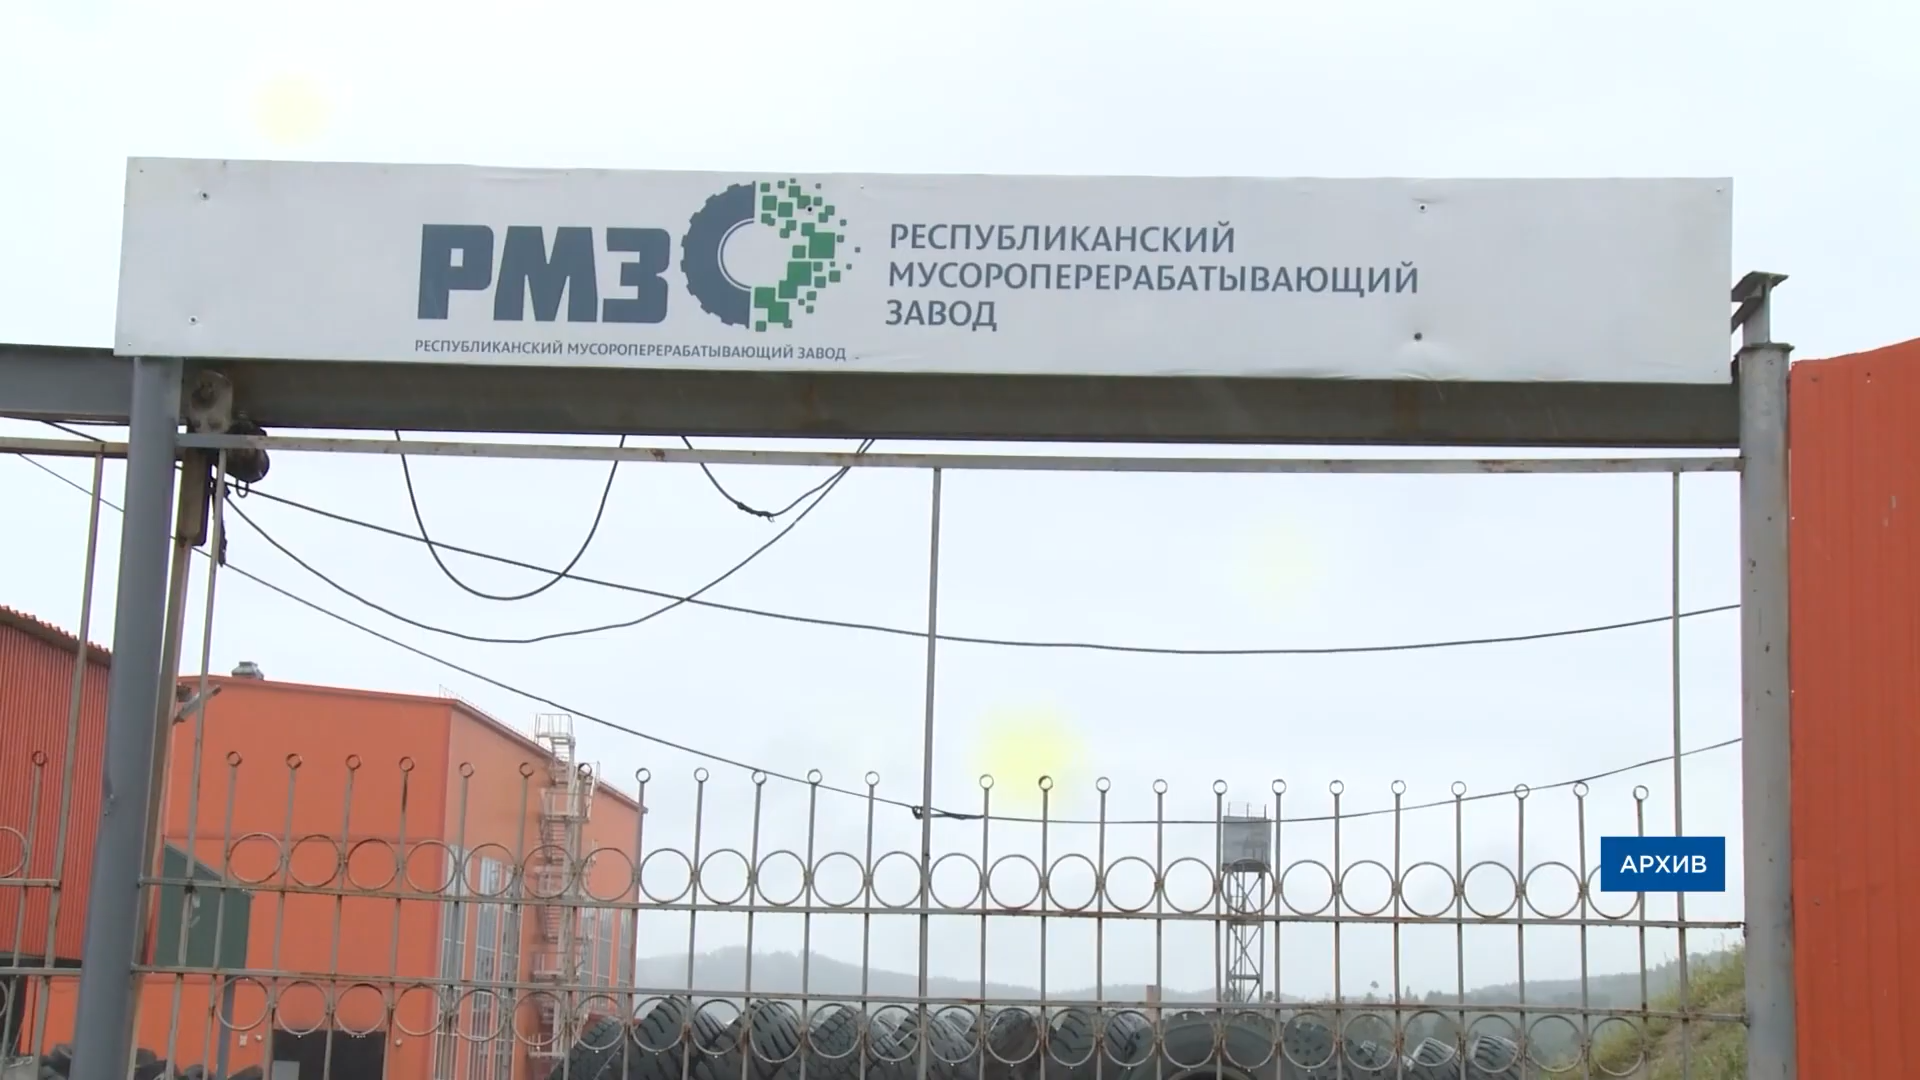 РМЗ
РЕСПУБЛИКАНСКИЙ МУСОРОПЕРЕРАБАТЫВАЮЩИЙ ЗАВОД
РЕСПУБЛИКАНСКИЙ
МУСОРОПЕРЕРАБАТЫВАЮЩИЙ
ЗАВОД
АРХИВ